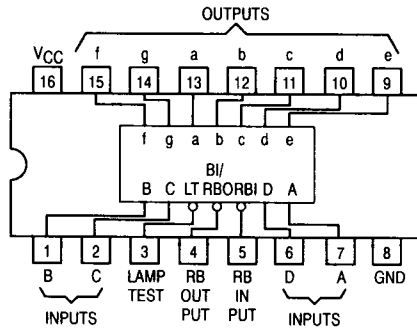 OUTPUTS
VCC f g a b c d e
16 15 14 13 12 11 10 9
f g a b c d e
BI/
B C LT RBO RBI D A
1 2 3 4 5 6 7 8
B C LAMP RB RB D A GND
TEST OUT IN
PUT PUT
INPUTS INPUTS